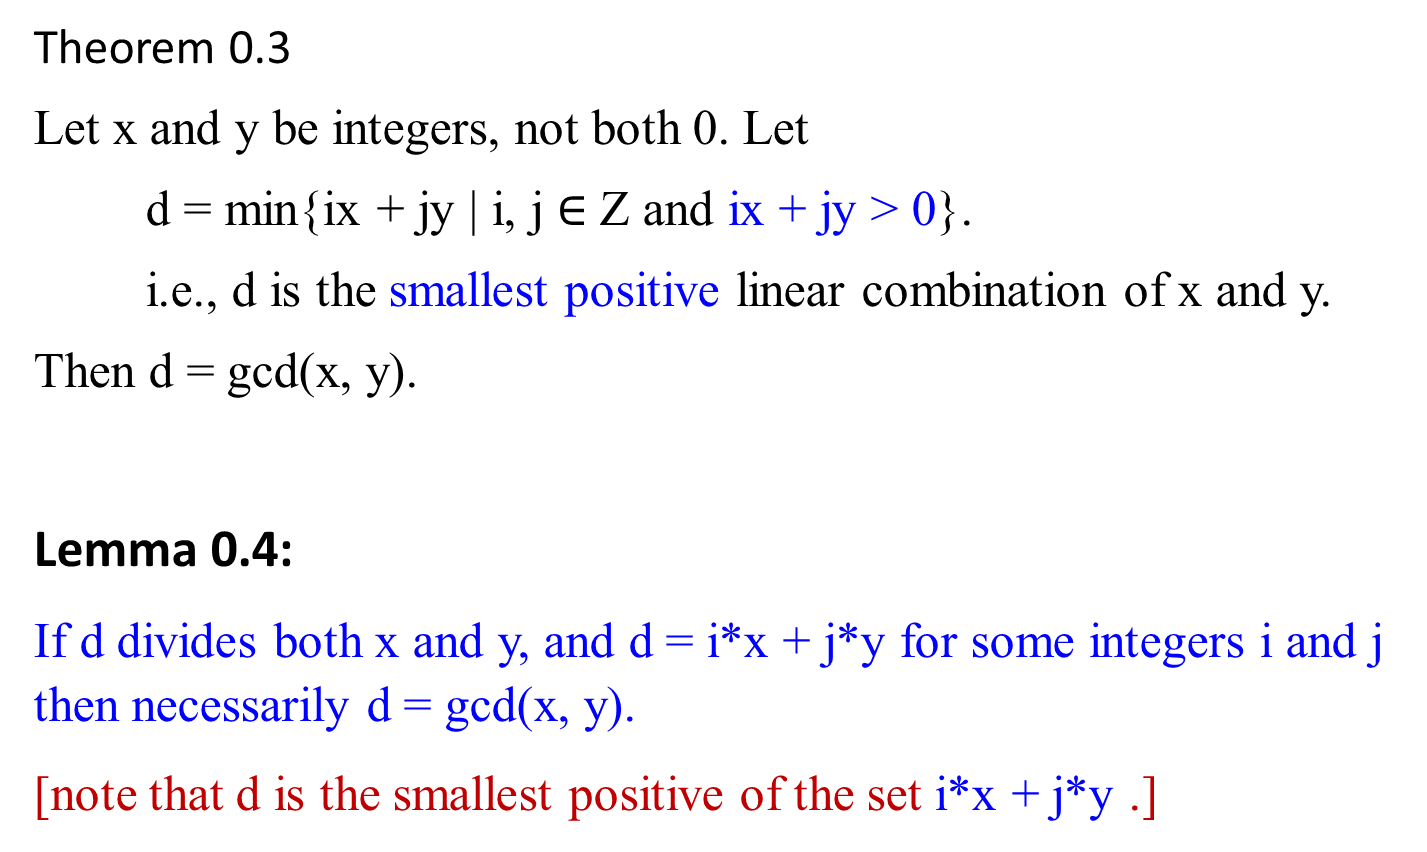 Theorem 0.3
Let x and y be integers, not both 0. Let
d = min{ix + jy | i, j ∈ Z and ix + jy > 0}.
i.e., d is the smallest positive linear combination of x and y.
Then d = gcd(x, y).
Lemma 0.4:
If d divides both x and y, and d = i*x + j*y for some integers i and j
then necessarily d = gcd(x, y).
[note that d is the smallest positive of the set i*x + j*y .]